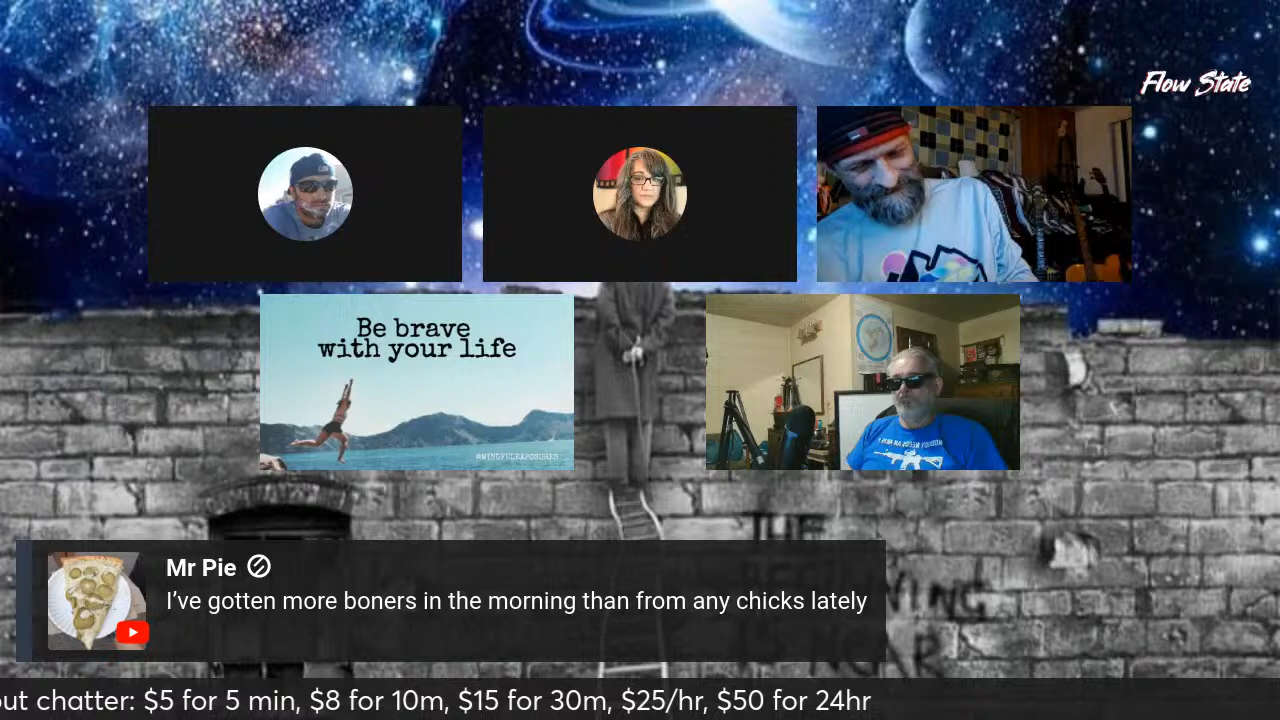 Flow State
Be brave
with your life
@MINDFULEXPOSURES
THE
Mr Pie
I've gotten more boners in the morning than from any chicks lately
out chatter: $5 for 5 min, $8 for 10m, $15 for 30m, $25/hr, $50 for 24hr